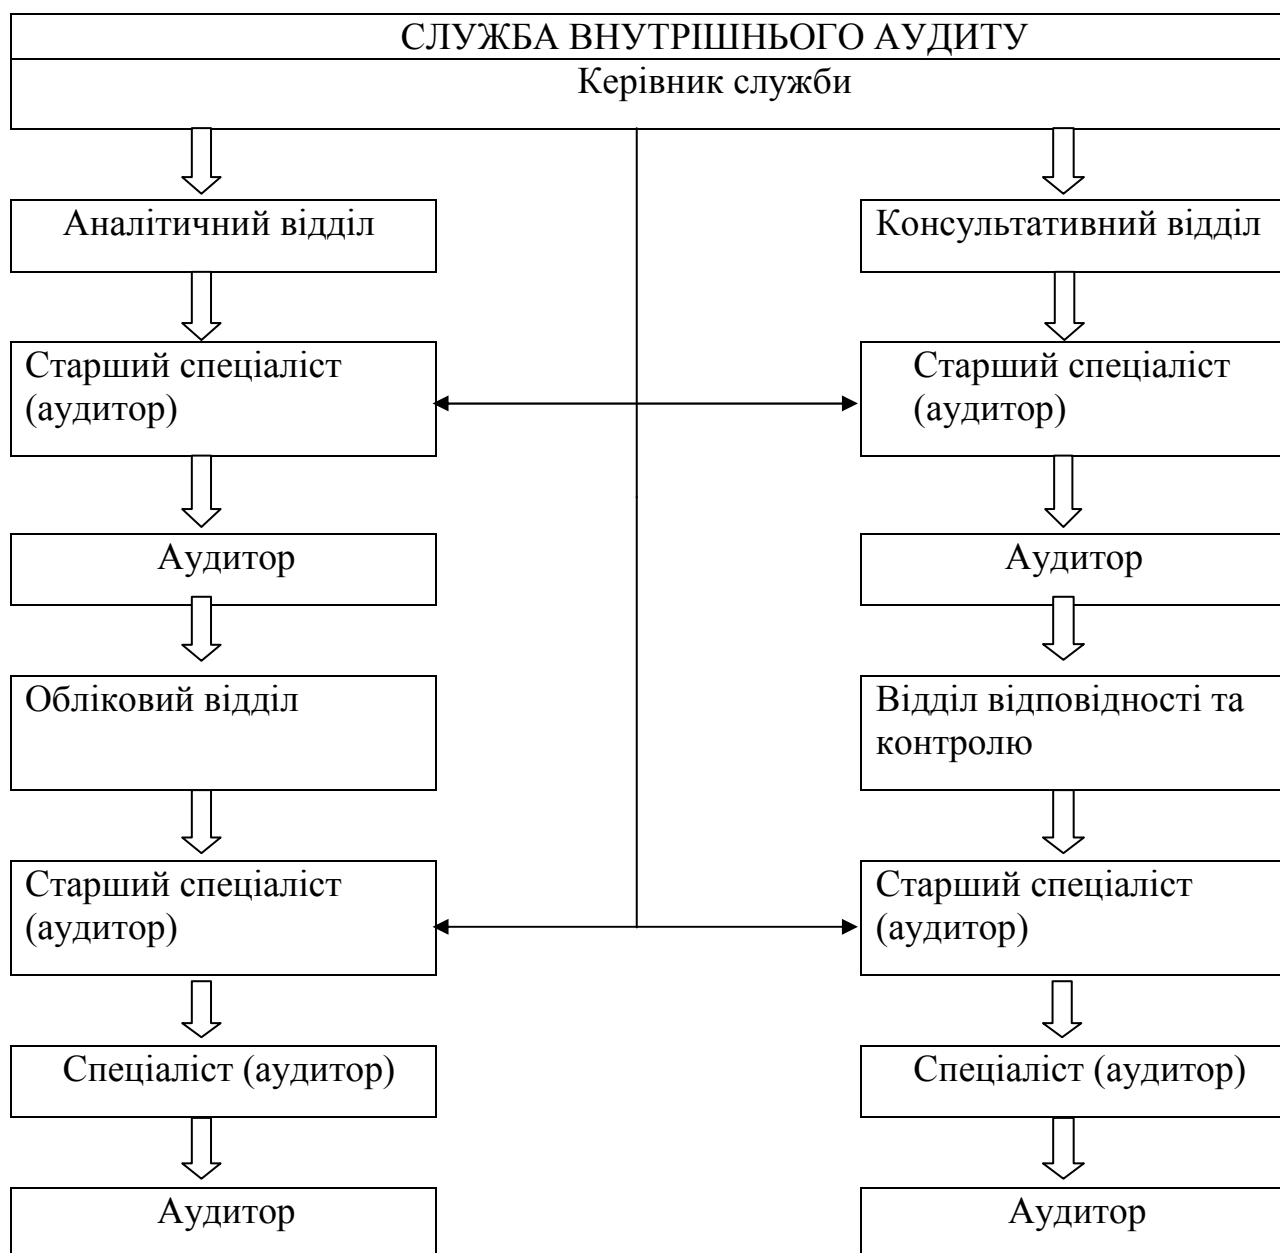 СЛУЖБА ВНУТРІШНЬОГО АУДИТУ
Керівник служби
Аналітичний відділ
Консультативний відділ
Старший спеціаліст
(аудитор)
Старший спеціаліст
(аудитор)
Аудитор
Аудитор
Обліковий відділ
Відділ відповідності та
контролю
Старший спеціаліст
(аудитор)
Старший спеціаліст
(аудитор)
Спеціаліст (аудитор)
Спеціаліст (аудитор)
Аудитор
Аудитор